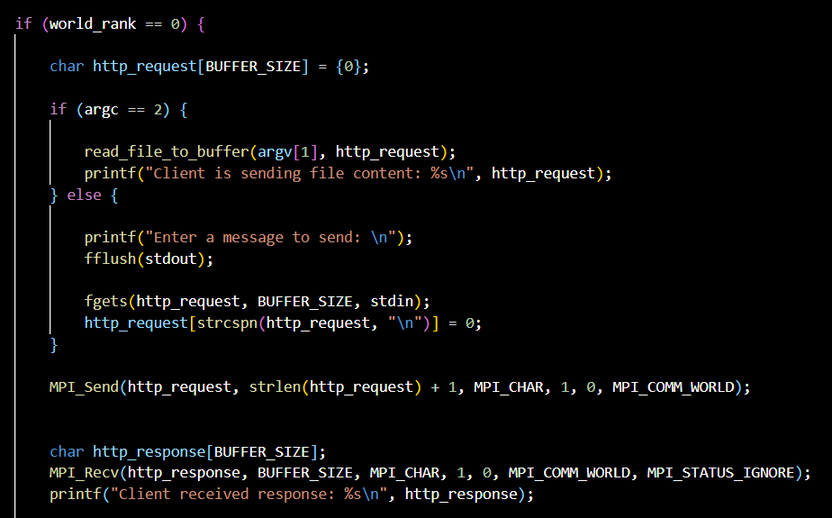 if (world_rank == 0) {
char http_request[BUFFER_SIZE] = {0};
if (argc == 2) {
read_file_to_buffer(argv[1], http_request);
printf("Client is sending file content: %s\n", http_request);
} else {
printf("Enter a message to send: \n");
fflush(stdout);
fgets(http_request, BUFFER_SIZE, stdin);
http_request[strcspn(http_request, "\n")] = 0;
}
MPI_Send(http_request, strlen(http_request) + 1, MPI_CHAR, 1, 0, MPI_COMM_WORLD);
char http_response[BUFFER_SIZE];
MPI_Recv(http_response, BUFFER_SIZE, MPI_CHAR, 1, 0, MPI_COMM_WORLD, MPI_STATUS_IGNORE);
printf("Client received response: %s\n", http_response);